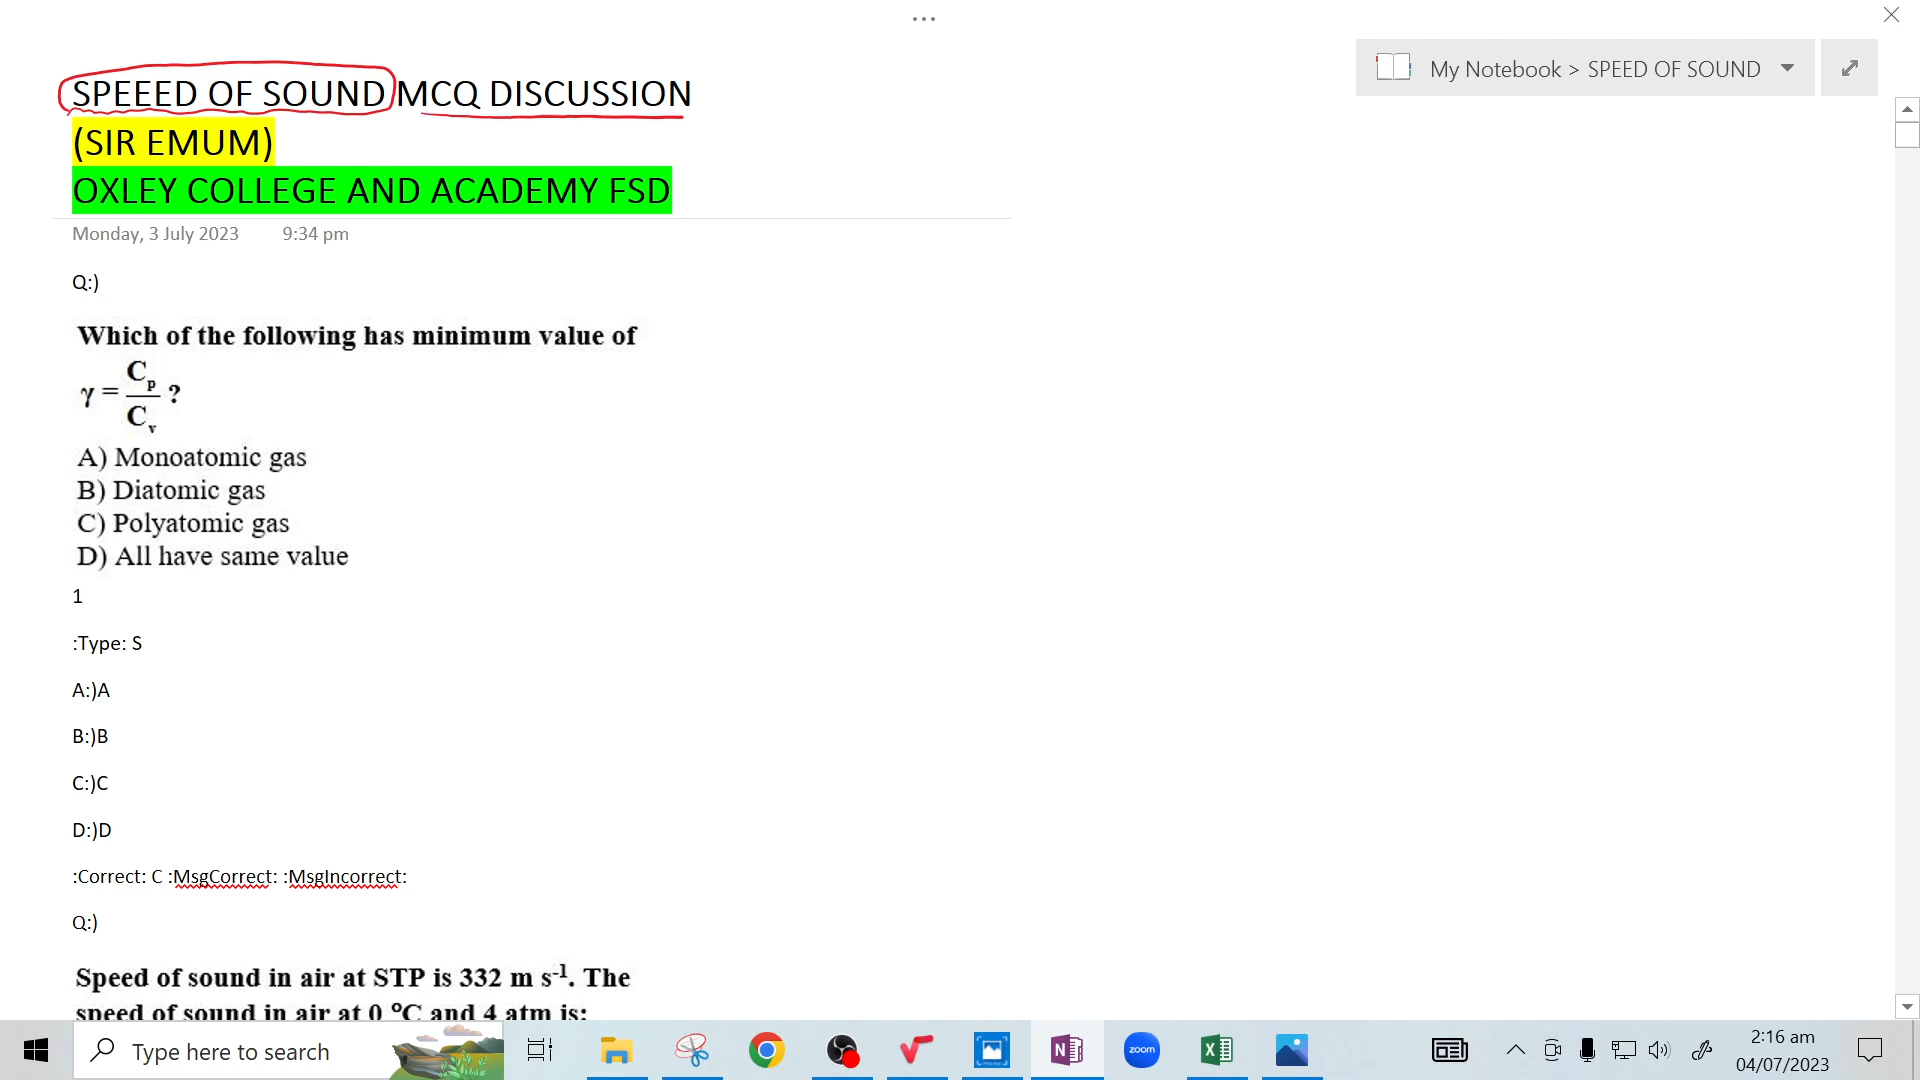 My Notebook > SPEED OF SOUND
SPEEED OF SOUND MCQ DISCUSSION
(SIR EMUM)
OXLEY COLLEGE AND ACADEMY FSD
Monday, 3 July 2023 9:34 pm
Q:)
Which of the following has minimum value of
γ = Cp/Cv ?
A) Monoatomic gas
B) Diatomic gas
C) Polyatomic gas
D) All have same value
1
:Type: S
A:)A
B:)B
C:)C
D:)D
:Correct: C :MsgCorrect: :MsgIncorrect:
Q:)
Speed of sound in air at STP is 332 m s⁻¹. The
speed of sound in air at 0 °C and 4 atm is:
Type here to search
zoom
2:16 am
04/07/2023